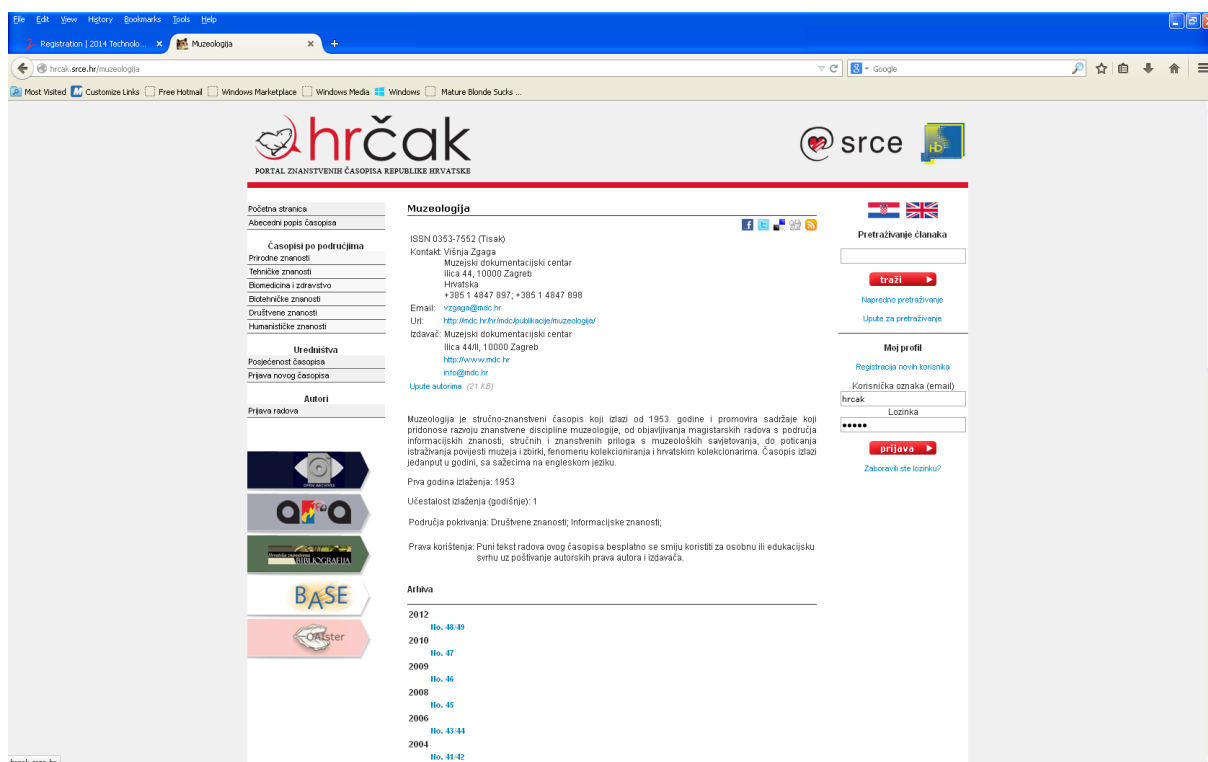 File Edit View History Bookmarks Tools Help
Registration | 2014 Technolo... × Muzeologija × +
hrcak.srce.hr/muzeologija Google
Most Visited Customize Links Free Hotmail Windows Marketplace Windows Media Windows Mature Blonde Sucks ...
hrčak
PORTAL ZNANSTVENIH ČASOPISA REPUBLIKE HRVATSKE
srce
Početna stranica
Abecedni popis časopisa
Časopisi po područjima
Prirodne znanosti
Tehničke znanosti
Biomedicina i zdravstvo
Biotehničke znanosti
Društvene znanosti
Humanističke znanosti
Uredništva
Posjećenost časopisa
Prijava novog časopisa
Autori
Prijava radova
OPEN ARCHIVES
Hrvatska znanstvena
BIBLIOGRAFIJA
BASE
OAIster
Muzeologija
ISSN 0353-7552 (Tisak)
Kontakt: Višnja Zgaga
Muzejski dokumentacijski centar
Ilica 44, 10000 Zagreb
Hrvatska
+385 1 4847 897; +385 1 4847 898
Email: vzgaga@mdc.hr
Url: http://mdc.hr/hr/mdc/publikacije/muzeologija/
Izdavač: Muzejski dokumentacijski centar
Ilica 44/II, 10000 Zagreb
http://www.mdc.hr
info@mdc.hr
Upute autorima (21 KB)
Muzeologija je stručno-znanstveni časopis koji izlazi od 1953. godine i promovira sadržaje koji
pridonose razvoju znanstvene discipline muzeologije, od objavljivanja magistarskih radova s područja
informacijskih znanosti, stručnih i znanstvenih priloga s muzeoloških savjetovanja, do poticanja
istraživanja povijesti muzeja i zbirki, fenomenu kolekcioniranja i hrvatskim kolekcionarima. Časopis izlazi
jedanput u godini, sa sažecima na engleskom jeziku.
Prva godina izlaženja: 1953
Učestalost izlaženja (godišnje): 1
Područja pokrivanja: Društvene znanosti; Informacijske znanosti;
Prava korištenja: Puni tekst radova ovog časopisa besplatno se smiju koristiti za osobnu ili edukacijsku
svrhu uz poštivanje autorskih prava autora i izdavača.
Arhiva
2012
No. 48/49
2010
No. 47
2009
No. 46
2008
No. 45
2006
No. 43/44
2004
No. 41/42
Pretraživanje članaka
traži
Napredno pretraživanje
Upute za pretraživanje
Moj profil
Registracija novih korisnika
Korisnička oznaka (email)
hrcak
Lozinka
•••••
prijava
Zaboravili ste lozinku?